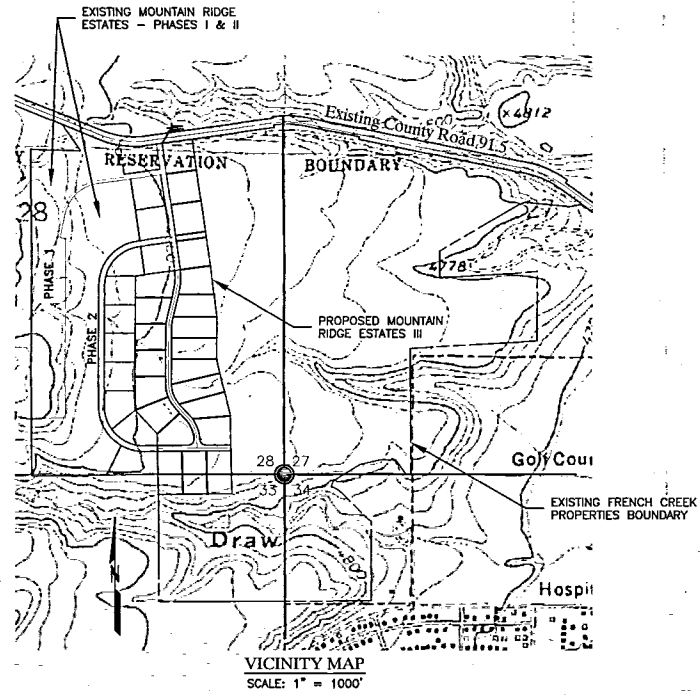 EXISTING MOUNTAIN RIDGE
ESTATES - PHASES I & II
×4812
Existing County Road 91.5
RESERVATION BOUNDARY
28
PHASE 1
4778
PROPOSED MOUNTAIN
RIDGE ESTATES III
PHASE 2
28 27
33 34
Golf Cour
EXISTING FRENCH CREEK
PROPERTIES BOUNDARY
Draw
4800
N
Hospit
VICINITY MAP
SCALE: 1" = 1000'